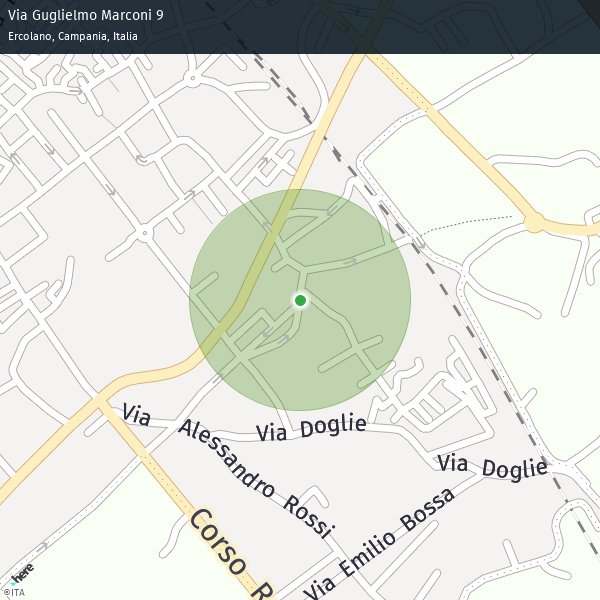 Via Guglielmo Marconi 9
Ercolano, Campania, Italia
Via Alessandro Rossi
Via Doglie
Via Doglie
Via Emilio Bossa
Corso R
here
©ITA